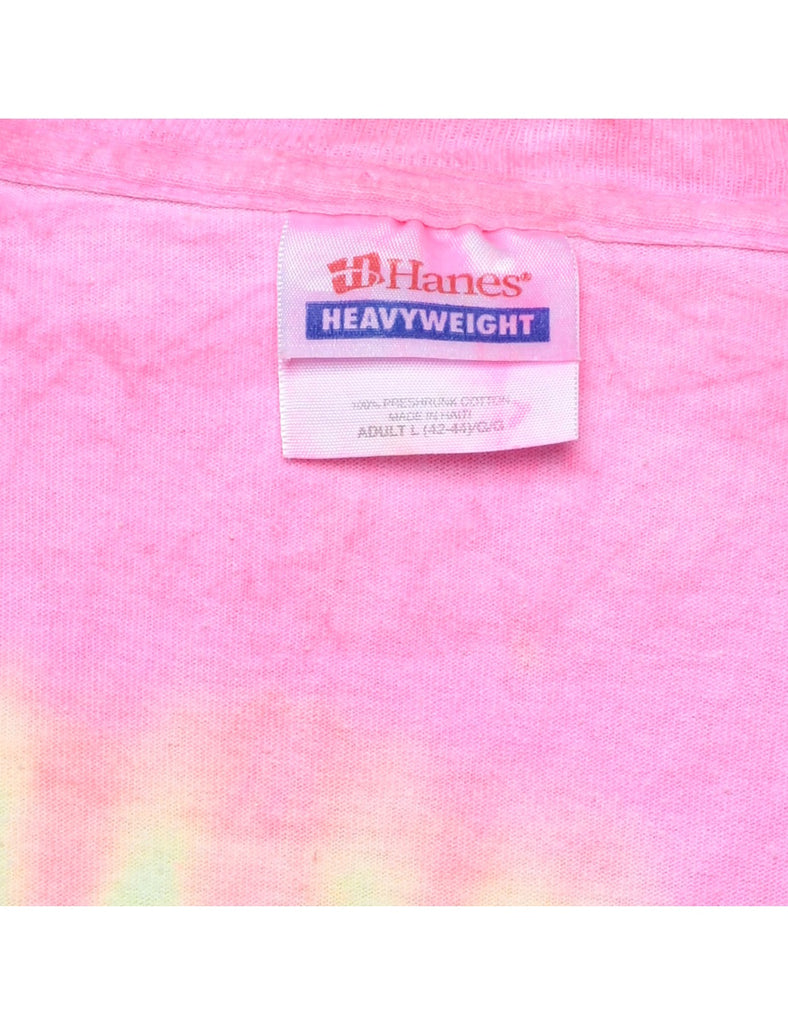 Hanes®
HEAVYWEIGHT
100% PRESHRUNK COTTON
MADE IN HAITI
ADULT L (42-44)/G/G